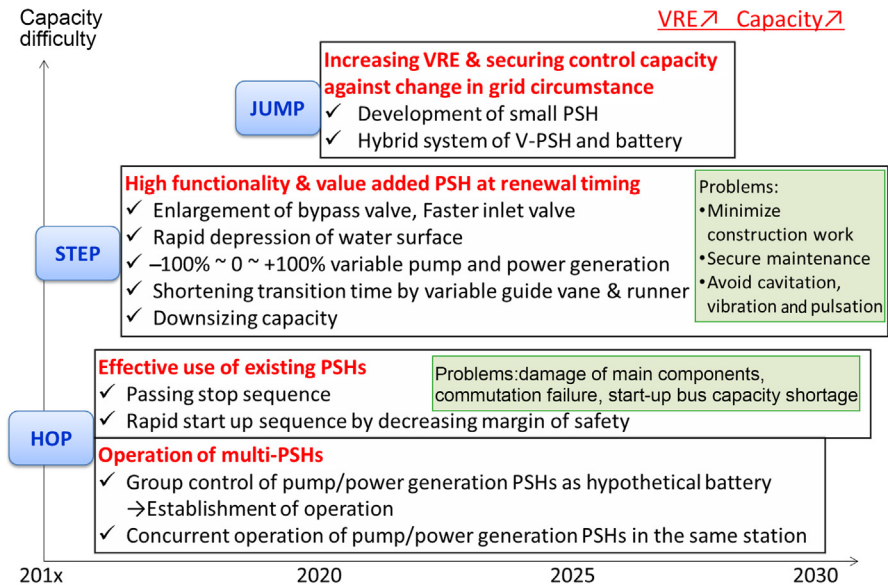 Capacity
difficulty
VRE↗ Capacity↗
JUMP
Increasing VRE & securing control capacity
against change in grid circumstance
✓ Development of small PSH
✓ Hybrid system of V-PSH and battery
STEP
High functionality & value added PSH at renewal timing
✓ Enlargement of bypass valve, Faster inlet valve
✓ Rapid depression of water surface
✓ –100% ~ 0 ~ +100% variable pump and power generation
✓ Shortening transition time by variable guide vane & runner
✓ Downsizing capacity
Problems:
•Minimize
construction work
•Secure maintenance
•Avoid cavitation,
vibration and pulsation
HOP
Effective use of existing PSHs
✓ Passing stop sequence
✓ Rapid start up sequence by decreasing margin of safety
Problems:damage of main components,
commutation failure, start-up bus capacity shortage
Operation of multi-PSHs
✓ Group control of pump/power generation PSHs as hypothetical battery
→Establishment of operation
✓ Concurrent operation of pump/power generation PSHs in the same station
201x 2020 2025 2030